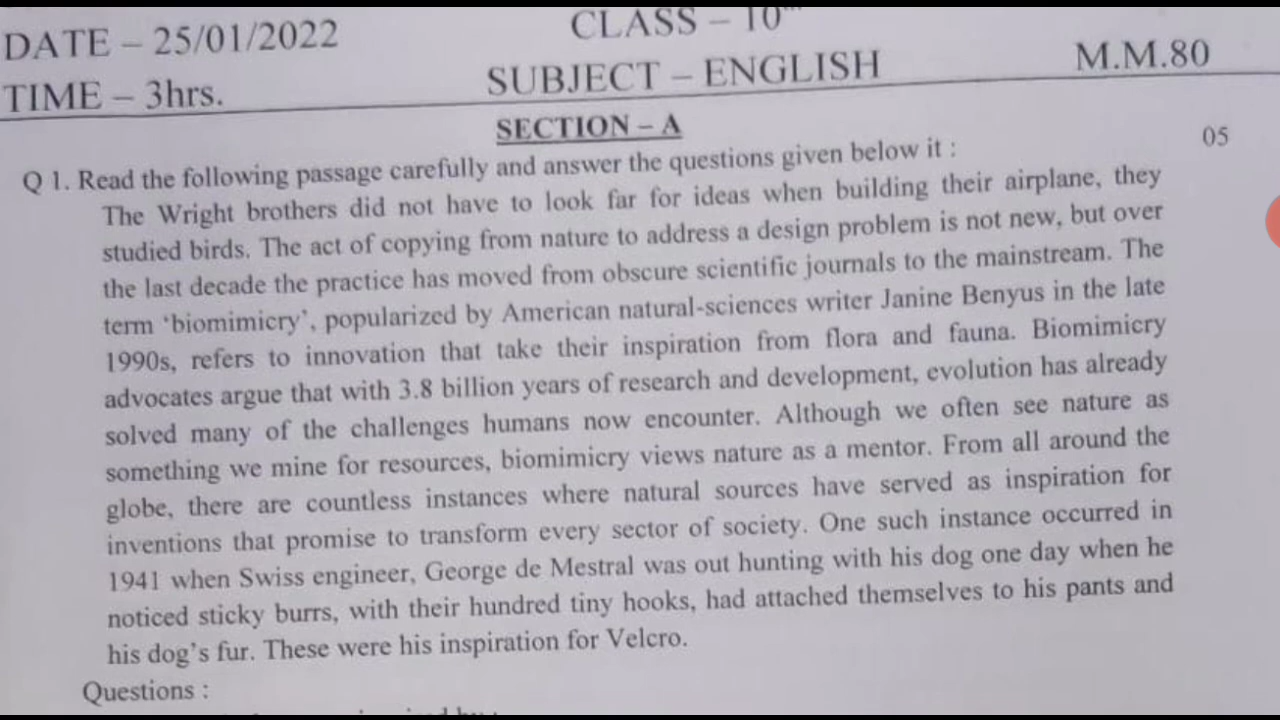 CLASS – 10th
DATE – 25/01/2022
SUBJECT – ENGLISH
M.M.80
TIME – 3hrs.
SECTION – A
Q 1. Read the following passage carefully and answer the questions given below it : 05
The Wright brothers did not have to look far for ideas when building their airplane, they
studied birds. The act of copying from nature to address a design problem is not new, but over
the last decade the practice has moved from obscure scientific journals to the mainstream. The
term ‘biomimicry’, popularized by American natural-sciences writer Janine Benyus in the late
1990s, refers to innovation that take their inspiration from flora and fauna. Biomimicry
advocates argue that with 3.8 billion years of research and development, evolution has already
solved many of the challenges humans now encounter. Although we often see nature as
something we mine for resources, biomimicry views nature as a mentor. From all around the
globe, there are countless instances where natural sources have served as inspiration for
inventions that promise to transform every sector of society. One such instance occurred in
1941 when Swiss engineer, George de Mestral was out hunting with his dog one day when he
noticed sticky burrs, with their hundred tiny hooks, had attached themselves to his pants and
his dog’s fur. These were his inspiration for Velcro.
Questions :